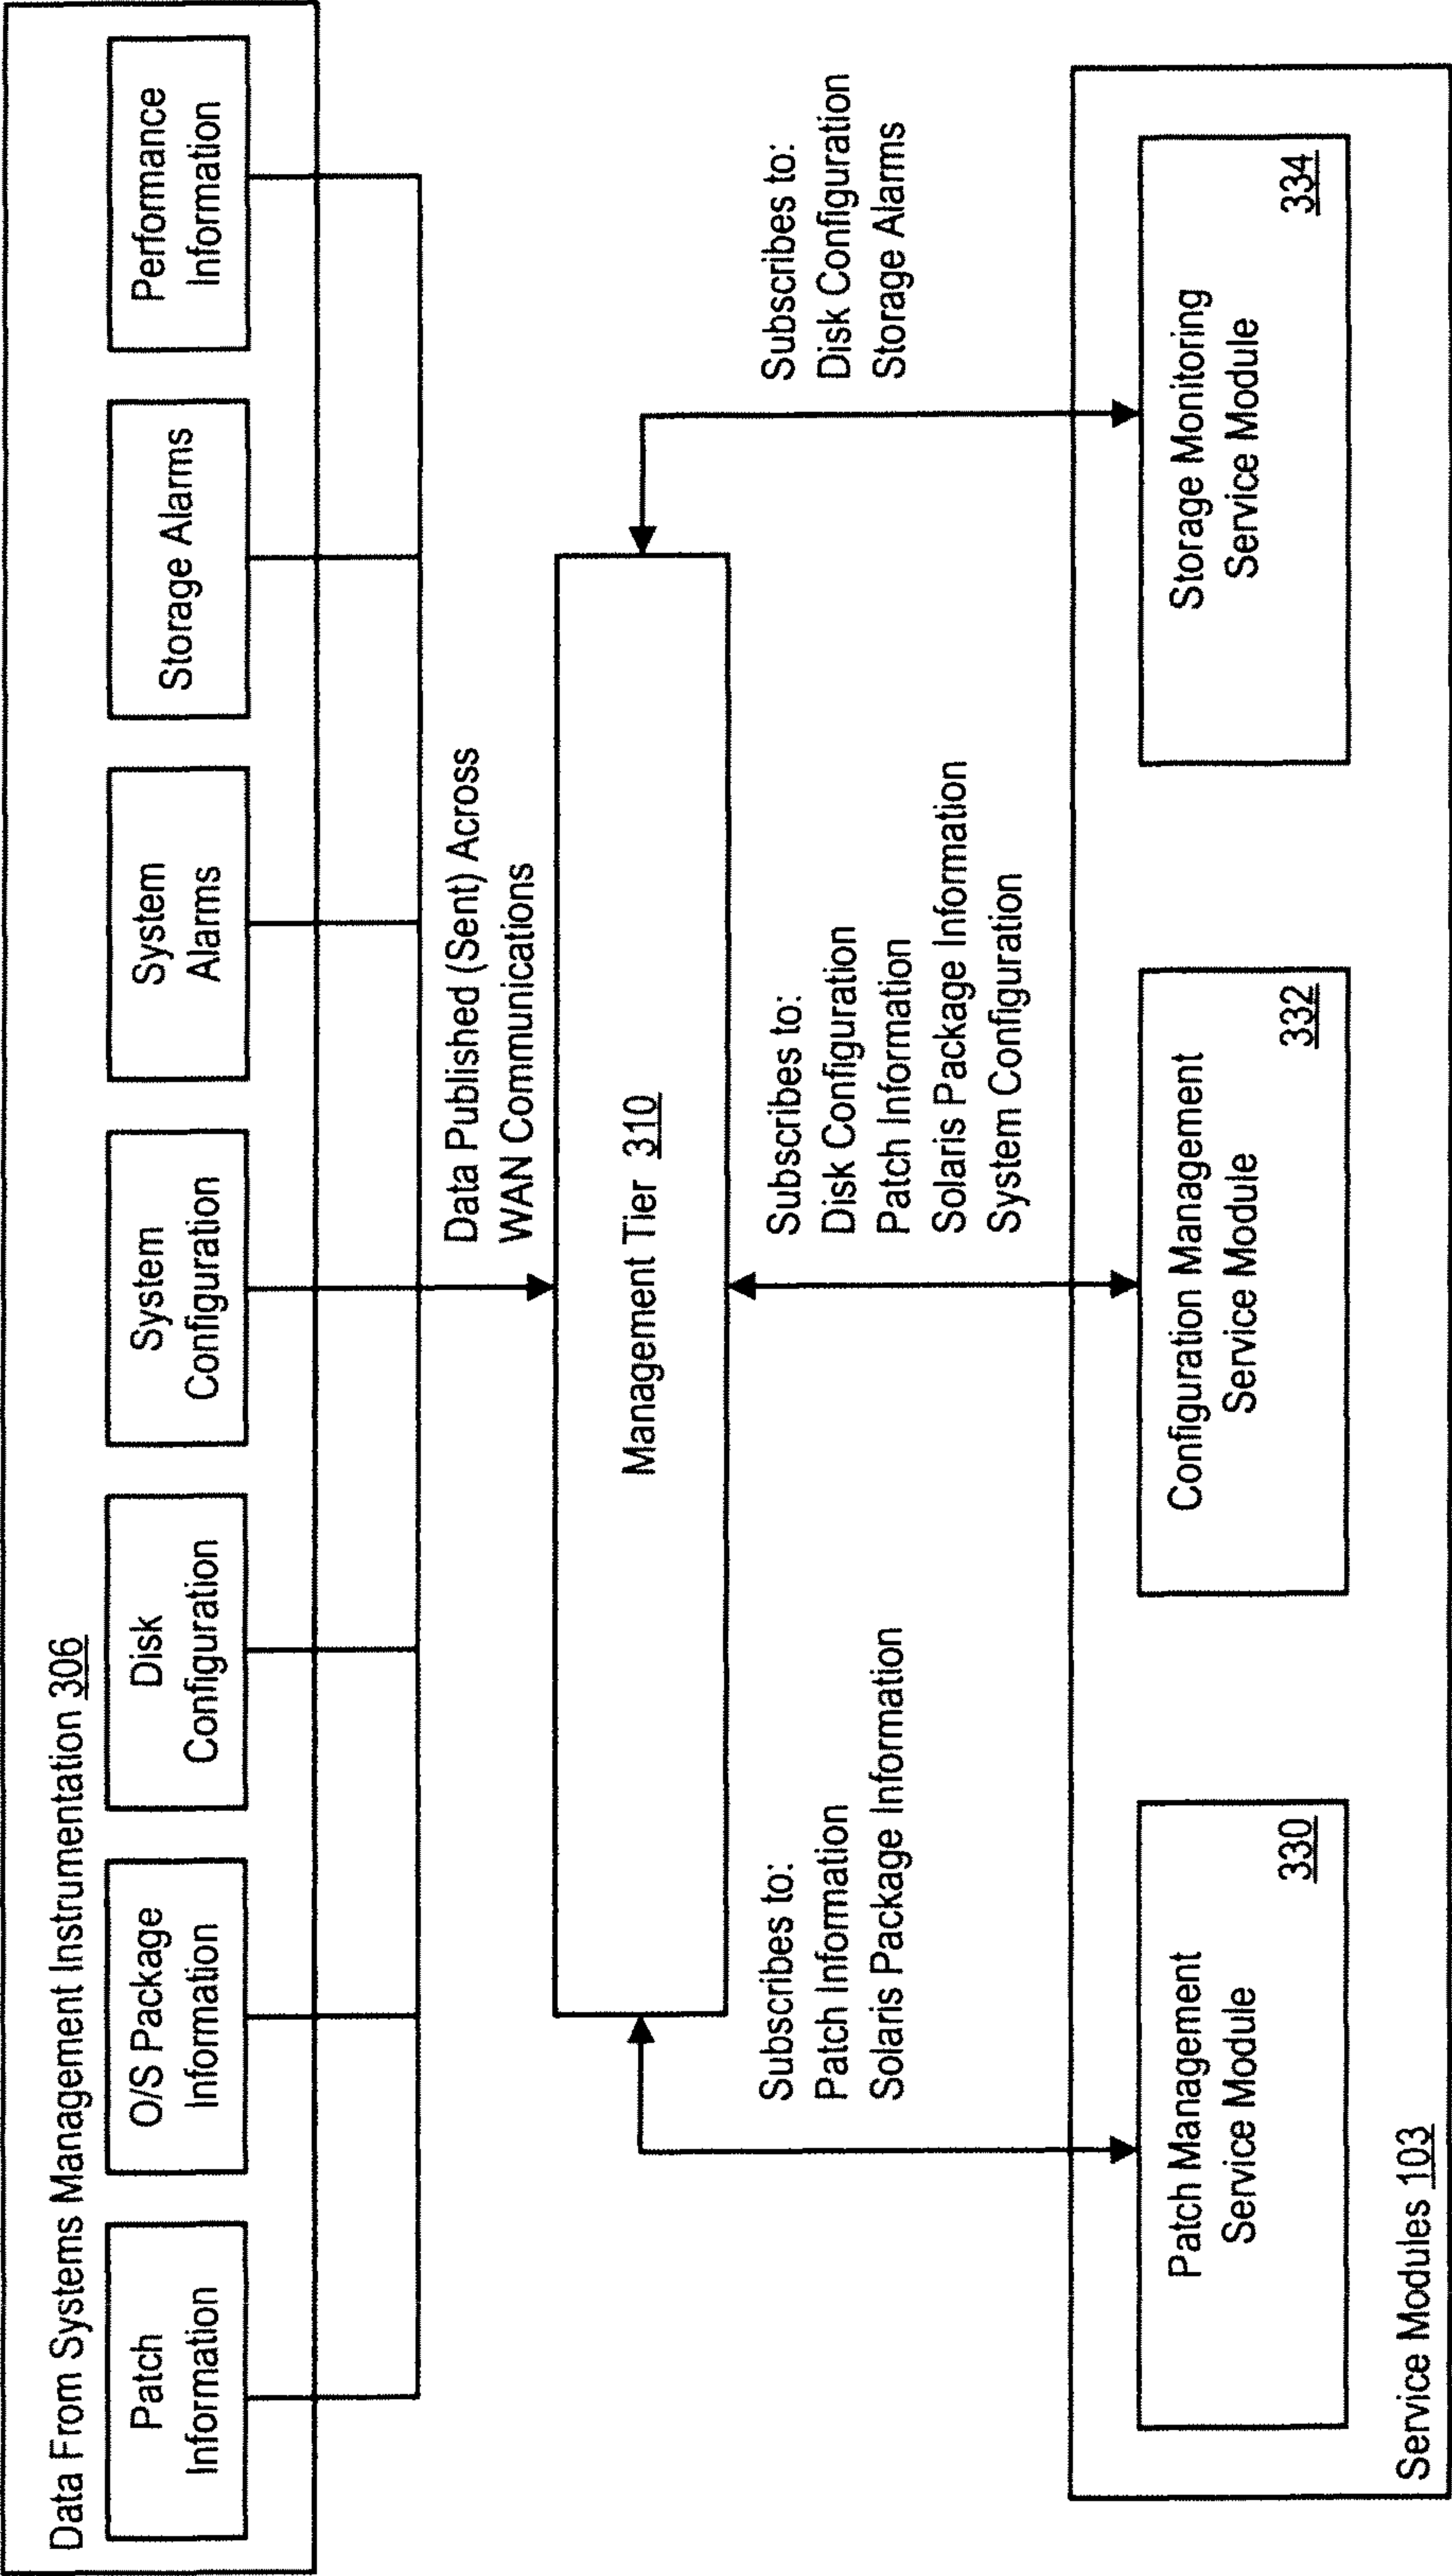 Data From Systems Management Instrumentation 306
Patch
Information
O/S Package
Information
Disk
Configuration
System
Configuration
System
Alarms
Storage Alarms
Performance
Information
Data Published (Sent) Across
WAN Communications
Management Tier 310
Subscribes to:
Patch Information
Solaris Package Information
Subscribes to:
Disk Configuration
Patch Information
Solaris Package Information
System Configuration
Subscribes to:
Disk Configuration
Storage Alarms
Patch Management
Service Module
330
Configuration Management
Service Module
332
Storage Monitoring
Service Module
334
Service Modules 103